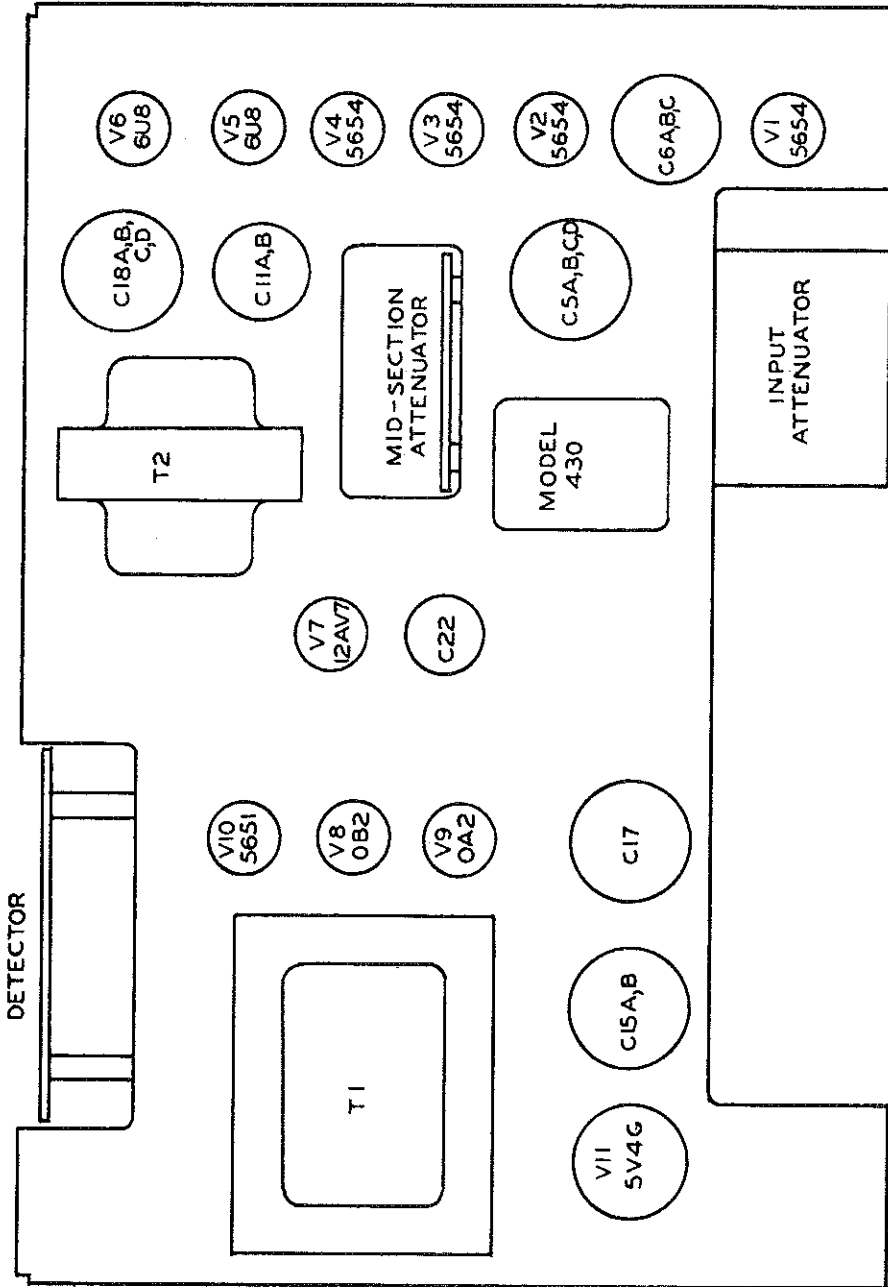 DETECTOR
V6
6U8
V5
6U8
V4
5654
V3
5654
V2
5654
C6A,B,C
V1
5654
C18A,B,
C,D
C11A,B
MID-SECTION
ATTENUATOR
C5A,B,C,D
INPUT
ATTENUATOR
T2
MODEL
430
V7
12AV7
C22
V10
5651
V8
0B2
V9
0A2
C17
T1
C15A,B
V11
5V4G